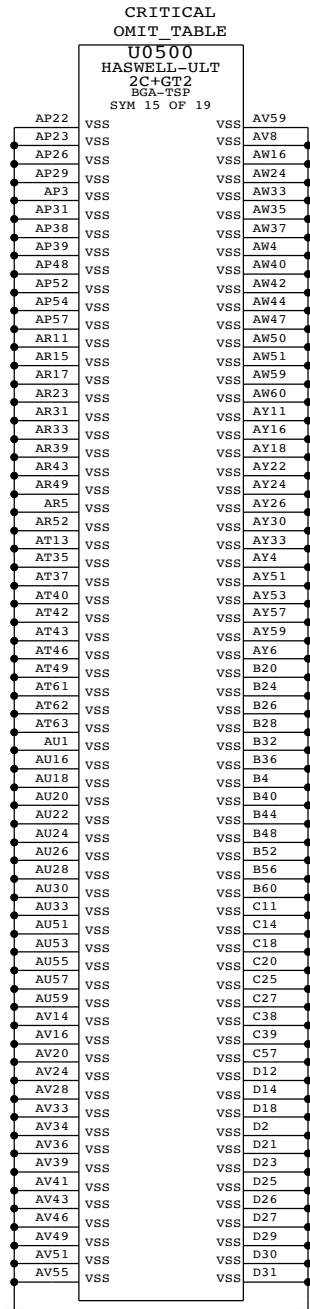 CRITICAL
OMIT_TABLE
U0500
HASWELL-ULT
2C+GT2
BGA-TSP
SYM 15 OF 19
AP22 VSS VSS AV59
AP23 VSS VSS AV8
AP26 VSS VSS AW16
AP29 VSS VSS AW24
AP3 VSS VSS AW33
AP31 VSS VSS AW35
AP38 VSS VSS AW37
AP39 VSS VSS AW4
AP48 VSS VSS AW40
AP52 VSS VSS AW42
AP54 VSS VSS AW44
AP57 VSS VSS AW47
AR11 VSS VSS AW50
AR15 VSS VSS AW51
AR17 VSS VSS AW59
AR23 VSS VSS AW60
AR31 VSS VSS AY11
AR33 VSS VSS AY16
AR39 VSS VSS AY18
AR43 VSS VSS AY22
AR49 VSS VSS AY24
AR5 VSS VSS AY26
AR52 VSS VSS AY30
AT13 VSS VSS AY33
AT35 VSS VSS AY4
AT37 VSS VSS AY51
AT40 VSS VSS AY53
AT42 VSS VSS AY57
AT43 VSS VSS AY59
AT46 VSS VSS AY6
AT49 VSS VSS B20
AT61 VSS VSS B24
AT62 VSS VSS B26
AT63 VSS VSS B28
AU1 VSS VSS B32
AU16 VSS VSS B36
AU18 VSS VSS B4
AU20 VSS VSS B40
AU22 VSS VSS B44
AU24 VSS VSS B48
AU26 VSS VSS B52
AU28 VSS VSS B56
AU30 VSS VSS B60
AU33 VSS VSS C11
AU51 VSS VSS C14
AU53 VSS VSS C18
AU55 VSS VSS C20
AU57 VSS VSS C25
AU59 VSS VSS C27
AV14 VSS VSS C38
AV16 VSS VSS C39
AV20 VSS VSS C57
AV24 VSS VSS D12
AV28 VSS VSS D14
AV33 VSS VSS D18
AV34 VSS VSS D2
AV36 VSS VSS D21
AV39 VSS VSS D23
AV41 VSS VSS D25
AV43 VSS VSS D26
AV46 VSS VSS D27
AV49 VSS VSS D29
AV51 VSS VSS D30
AV55 VSS VSS D31